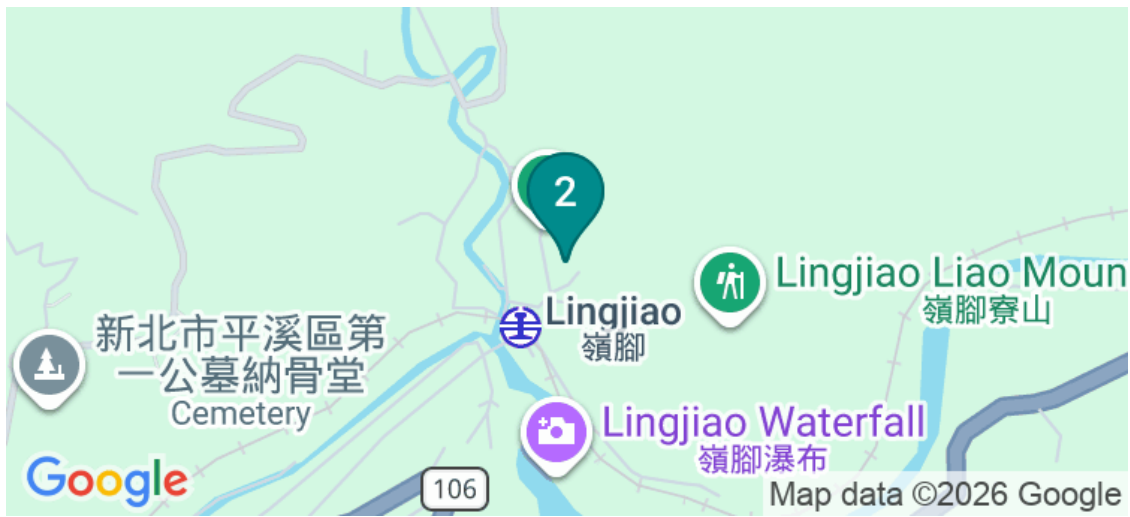 2
Lingjiao
嶺腳
Lingjiao Liao Moun
嶺腳寮山
新北市平溪區第
一公墓納骨堂
Cemetery
Lingjiao Waterfall
嶺腳瀑布
Google
106
Map data ©2026 Google